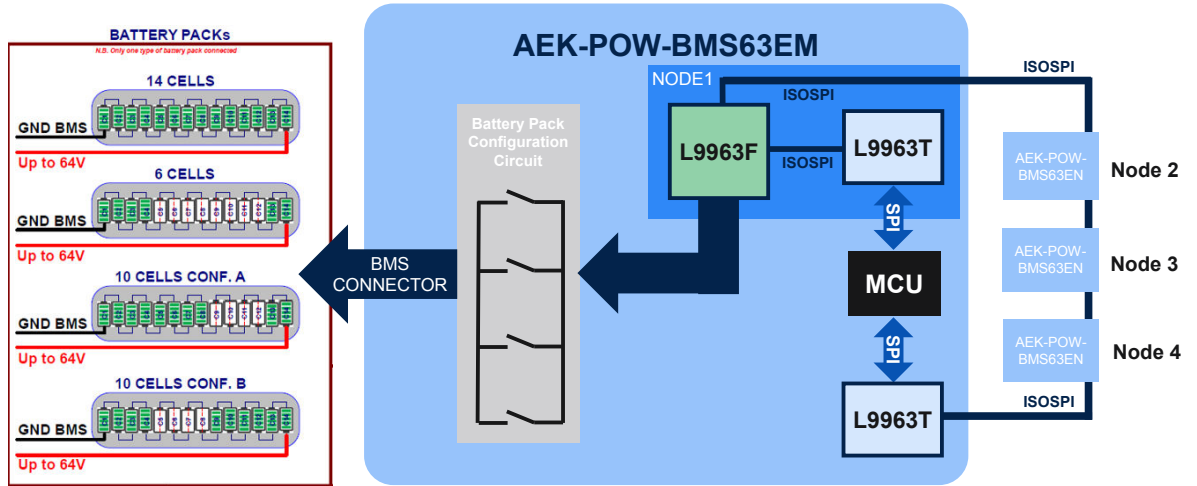 BATTERY PACKs
N.B. Only one type of battery pack connected
14 CELLS
GND BMS
Up to 64V
6 CELLS
GND BMS
Up to 64V
10 CELLS CONF. A
GND BMS
Up to 64V
10 CELLS CONF. B
GND BMS
Up to 64V
BMS
CONNECTOR
AEK-POW-BMS63EM
Battery Pack
Configuration
Circuit
NODE1
ISOSPI
L9963F
ISOSPI
L9963T
SPI
MCU
SPI
L9963T
ISOSPI
ISOSPI
AEK-POW-
BMS63EN
Node 2
AEK-POW-
BMS63EN
Node 3
AEK-POW-
BMS63EN
Node 4